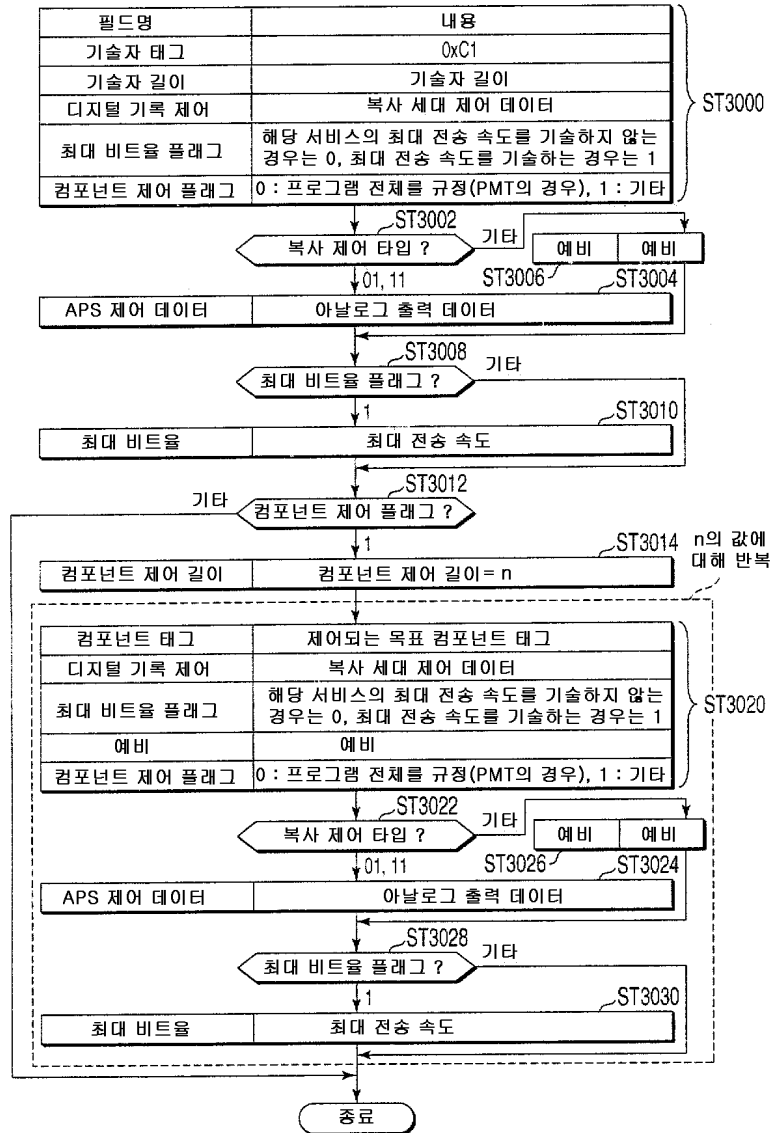 필드명 내용
기술자 태그 0xC1
기술자 길이 기술자 길이
디지털 기록 제어 복사 세대 제어 데이터
최대 비트율 플래그 해당 서비스의 최대 전송 속도를 기술하지 않는
경우는 0, 최대 전송 속도를 기술하는 경우는 1
컴포넌트 제어 플래그 0 : 프로그램 전체를 규정(PMT의 경우), 1 : 기타
ST3000
ST3002
복사 제어 타입 ?
기타
예비 예비
ST3006
01, 11
ST3004
APS 제어 데이터 아날로그 출력 데이터
ST3008
최대 비트율 플래그 ?
기타
1
ST3010
최대 비트율 최대 전송 속도
ST3012
기타
컴포넌트 제어 플래그 ?
1
ST3014
n의 값에
대해 반복
컴포넌트 제어 길이 컴포넌트 제어 길이 = n
컴포넌트 태그 제어되는 목표 컴포넌트 태그
디지털 기록 제어 복사 세대 제어 데이터
최대 비트율 플래그 해당 서비스의 최대 전송 속도를 기술하지 않는
경우는 0, 최대 전송 속도를 기술하는 경우는 1
예비 예비
컴포넌트 제어 플래그 0 : 프로그램 전체를 규정(PMT의 경우), 1 : 기타
ST3020
ST3022
복사 제어 타입 ?
기타
예비 예비
ST3026
01, 11
ST3024
APS 제어 데이터 아날로그 출력 데이터
ST3028
최대 비트율 플래그 ?
기타
1
ST3030
최대 비트율 최대 전송 속도
종료